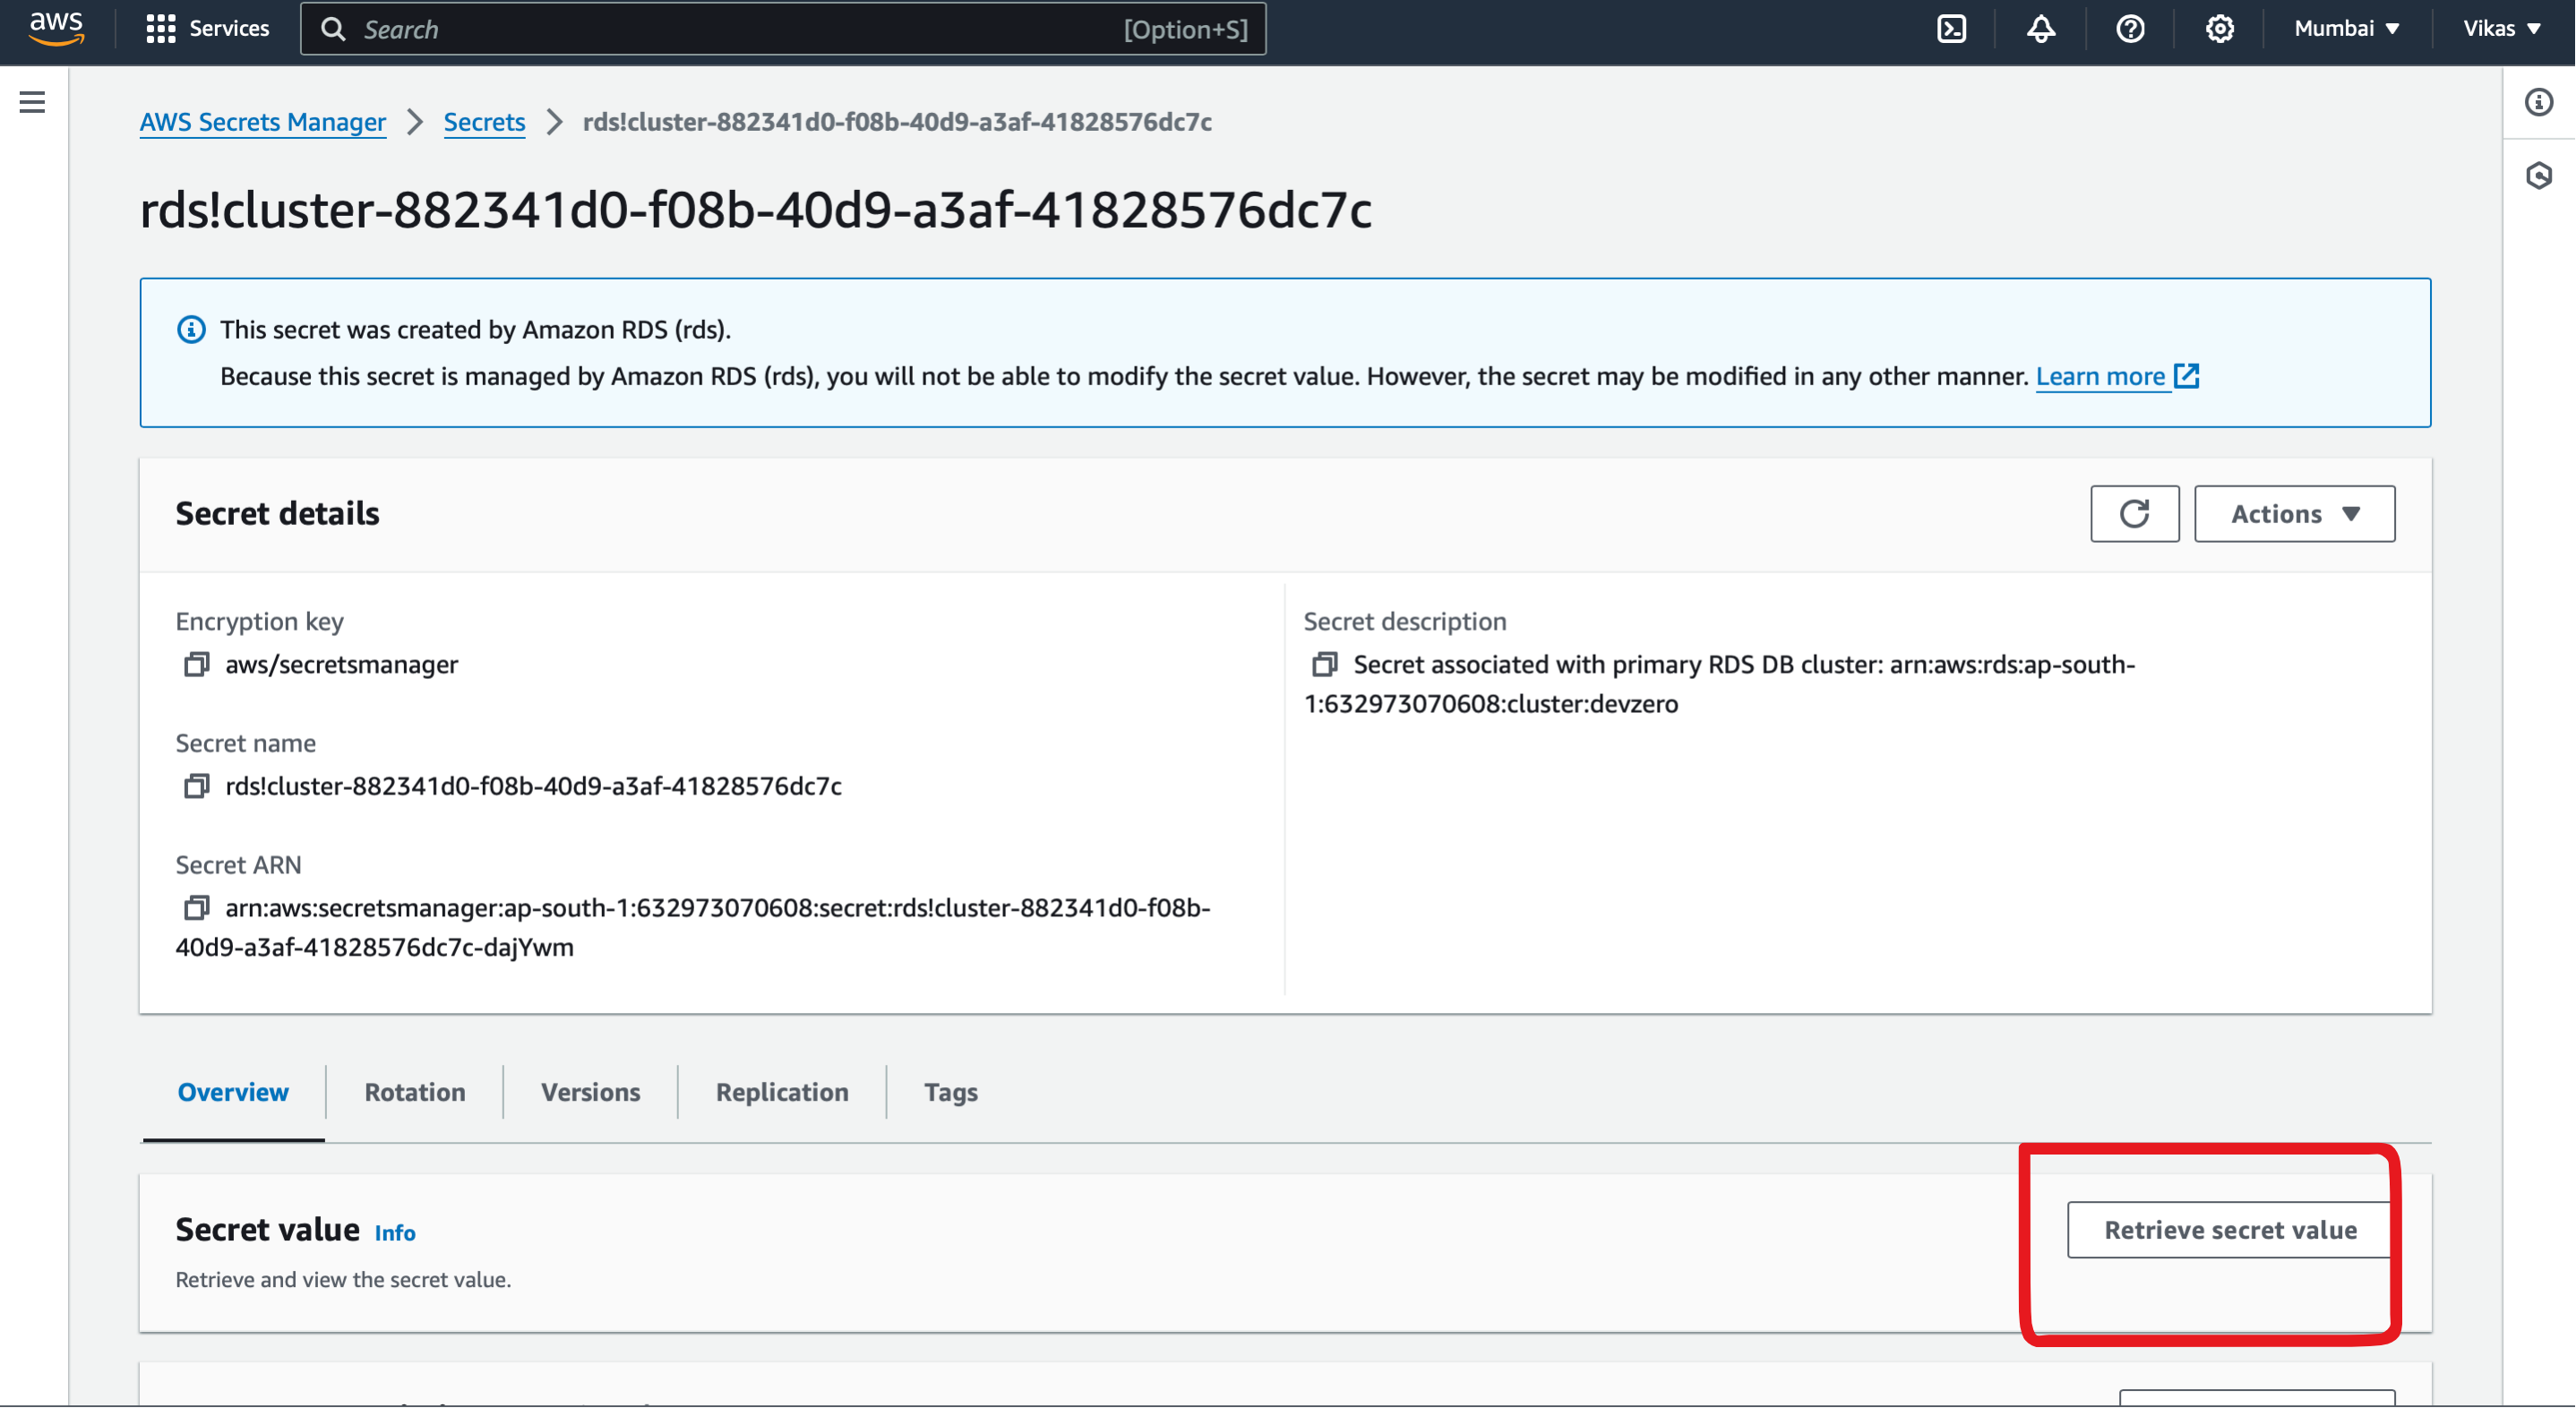 aws
Services
Search
[Option+S]
Mumbai
Vikas
AWS Secrets Manager
Secrets
rds!cluster-882341d0-f08b-40d9-a3af-41828576dc7c
rds!cluster-882341d0-f08b-40d9-a3af-41828576dc7c
This secret was created by Amazon RDS (rds).
Because this secret is managed by Amazon RDS (rds), you will not be able to modify the secret value. However, the secret may be modified in any other manner. Learn more
Secret details
Actions
Encryption key
aws/secretsmanager
Secret name
rds!cluster-882341d0-f08b-40d9-a3af-41828576dc7c
Secret ARN
arn:aws:secretsmanager:ap-south-1:632973070608:secret:rds!cluster-882341d0-f08b-
40d9-a3af-41828576dc7c-dajYwm
Secret description
Secret associated with primary RDS DB cluster: arn:aws:rds:ap-south-
1:632973070608:cluster:devzero
Overview
Rotation
Versions
Replication
Tags
Secret value Info
Retrieve secret value
Retrieve and view the secret value.